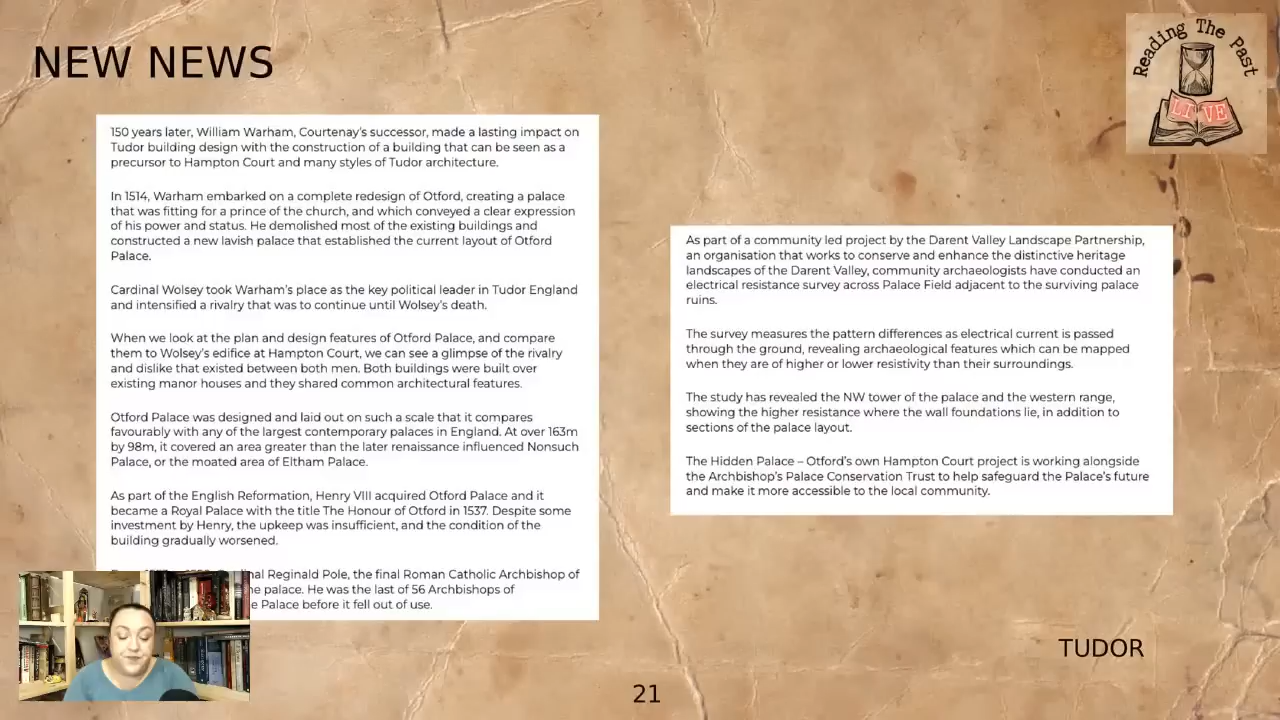 NEW NEWS
Reading The Past
LIVE
150 years later, William Warham, Courtenay's successor, made a lasting impact on
Tudor building design with the construction of a building that can be seen as a
precursor to Hampton Court and many styles of Tudor architecture.
In 1514, Warham embarked on a complete redesign of Otford, creating a palace
that was fitting for a prince of the church, and which conveyed a clear expression
of his power and status. He demolished most of the existing buildings and
constructed a new lavish palace that established the current layout of Otford
Palace.
Cardinal Wolsey took Warham's place as the key political leader in Tudor England
and intensified a rivalry that was to continue until Wolsey's death.
When we look at the plan and design features of Otford Palace, and compare
them to Wolsey's edifice at Hampton Court, we can see a glimpse of the rivalry
and dislike that existed between both men. Both buildings were built over
existing manor houses and they shared common architectural features.
Otford Palace was designed and laid out on such a scale that it compares
favourably with any of the largest contemporary palaces in England. At over 163m
by 98m, it covered an area greater than the later renaissance influenced Nonsuch
Palace, or the moated area of Eltham Palace.
As part of the English Reformation, Henry VIII acquired Otford Palace and it
became a Royal Palace with the title The Honour of Otford in 1537. Despite some
investment by Henry, the upkeep was insufficient, and the condition of the
building gradually worsened.
Reginald Pole, the final Roman Catholic Archbishop of
palace. He was the last of 56 Archbishops of
Palace before it fell out of use.
As part of a community led project by the Darent Valley Landscape Partnership,
an organisation that works to conserve and enhance the distinctive heritage
landscapes of the Darent Valley, community archaeologists have conducted an
electrical resistance survey across Palace Field adjacent to the surviving palace
ruins.
The survey measures the pattern differences as electrical current is passed
through the ground, revealing archaeological features which can be mapped
when they are of higher or lower resistivity than their surroundings.
The study has revealed the NW tower of the palace and the western range,
showing the higher resistance where the wall foundations lie, in addition to
sections of the palace layout.
The Hidden Palace – Otford's own Hampton Court project is working alongside
the Archbishop's Palace Conservation Trust to help safeguard the Palace's future
and make it more accessible to the local community.
TUDOR
21